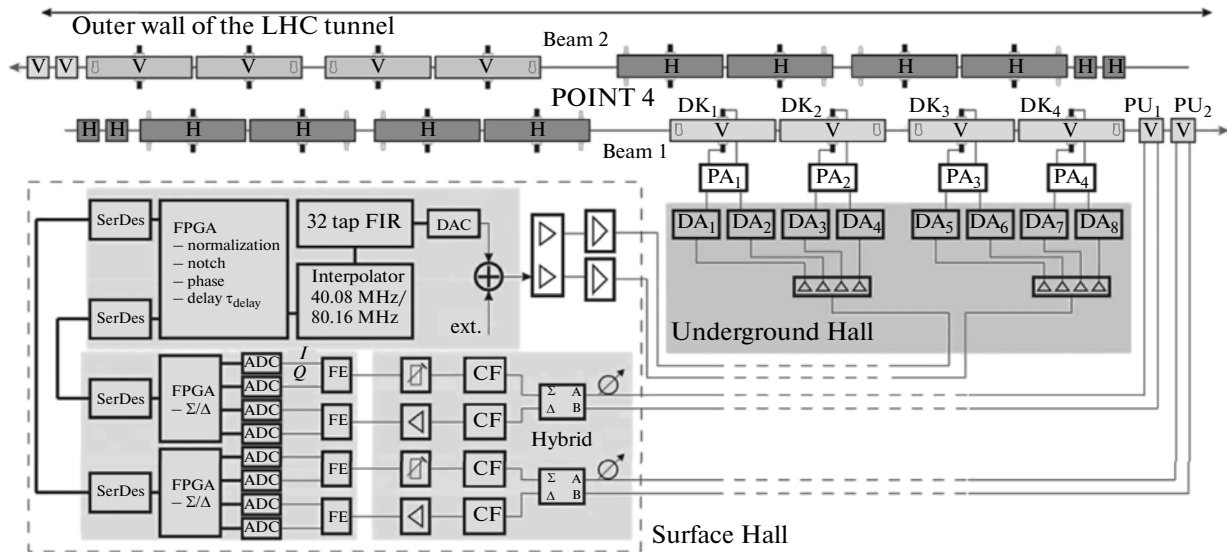 Outer wall of the LHC tunnel
Beam 2
V V V V V V H H H H H H
POINT 4
DK1 DK2 DK3 DK4 PU1 PU2
H H H H H H V V V V V V
Beam 1
PA1 PA2 PA3 PA4
DA1 DA2 DA3 DA4 DA5 DA6 DA7 DA8
Underground Hall
SerDes
FPGA
– normalization
– notch
– phase
– delay τdelay
32 tap FIR
DAC
Interpolator
40.08 MHz/
80.16 MHz
ext.
SerDes
SerDes
FPGA
– Σ/Δ
ADC
ADC
ADC
ADC
I
Q
FE
FE
CF
CF
Σ A
Δ B
Hybrid
SerDes
FPGA
– Σ/Δ
ADC
ADC
ADC
ADC
FE
FE
CF
CF
Σ A
Δ B
Surface Hall